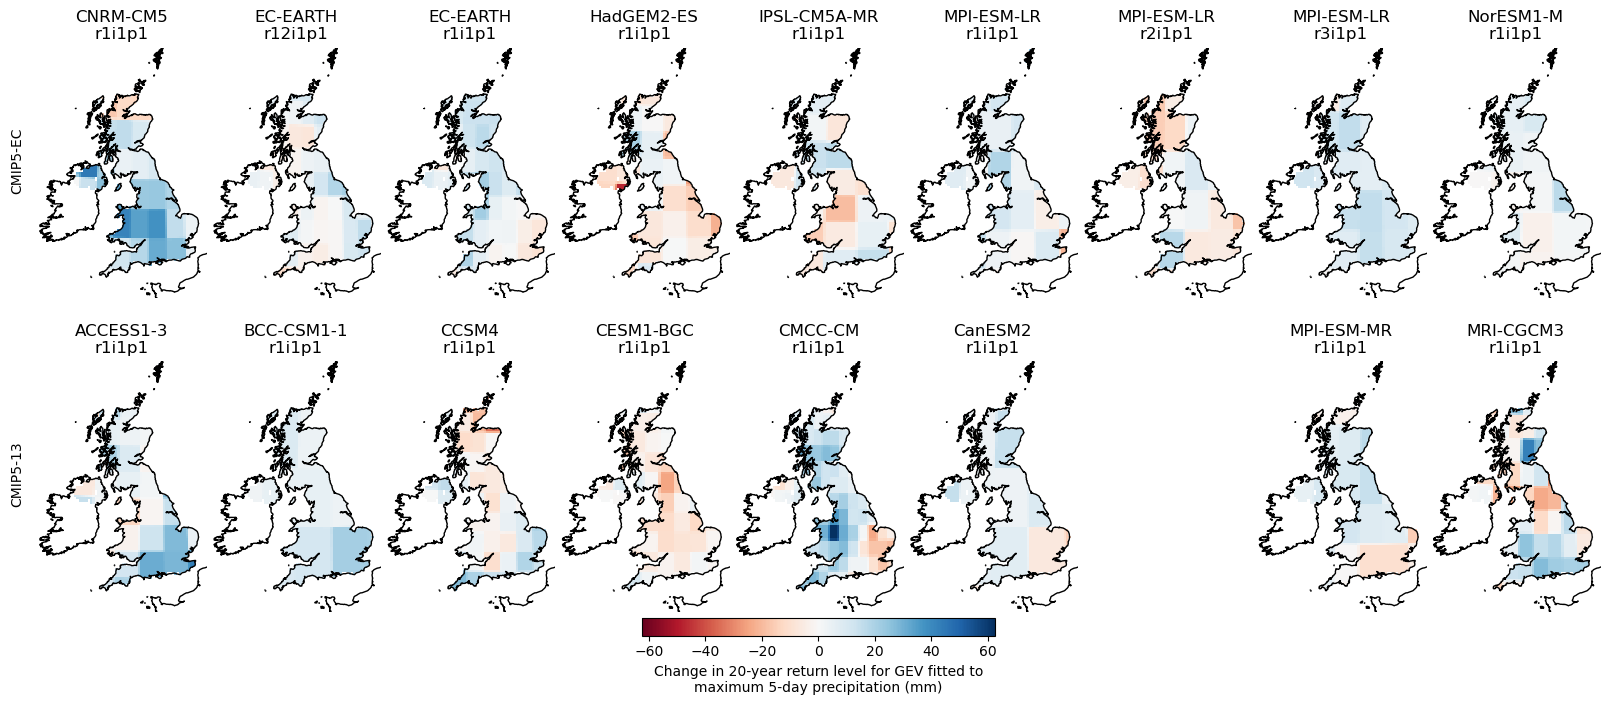 CNRM-CM5 EC-EARTH EC-EARTH HadGEM2-ES IPSL-CM5A-MR MPI-ESM-LR MPI-ESM-LR MPI-ESM-LR NorESM1-M
r1i1p1 r12i1p1 r1i1p1 r1i1p1 r1i1p1 r1i1p1 r2i1p1 r3i1p1 r1i1p1
CMIP5-EC
ACCESS1-3 BCC-CSM1-1 CCSM4 CESM1-BGC CMCC-CM CanESM2 MPI-ESM-MR MRI-CGCM3
r1i1p1 r1i1p1 r1i1p1 r1i1p1 r1i1p1 r1i1p1 r1i1p1 r1i1p1
CMIP5-13
−60 −40 −20 0 20 40 60
Change in 20-year return level for GEV fitted to
maximum 5-day precipitation (mm)